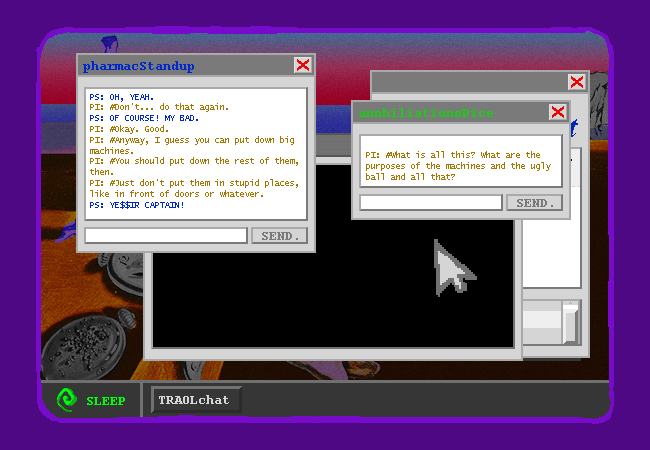 pharmacStandup
PS: OH, YEAH.
PI: #Don't... do that again.
PS: OF COURSE! MY BAD.
PI: #Okay. Good.
PI: #Anyway, I guess you can put down big
machines.
PI: #You should put down the rest of them,
then.
PI: #Just don't put them in stupid places,
like in front of doors or whatever.
PS: YE$$IR CAPTAIN!
SEND.
PI: #What is all this? What are the
purposes of the machines and the ugly
ball and all that?
SEND.
SLEEP
TRAOLchat